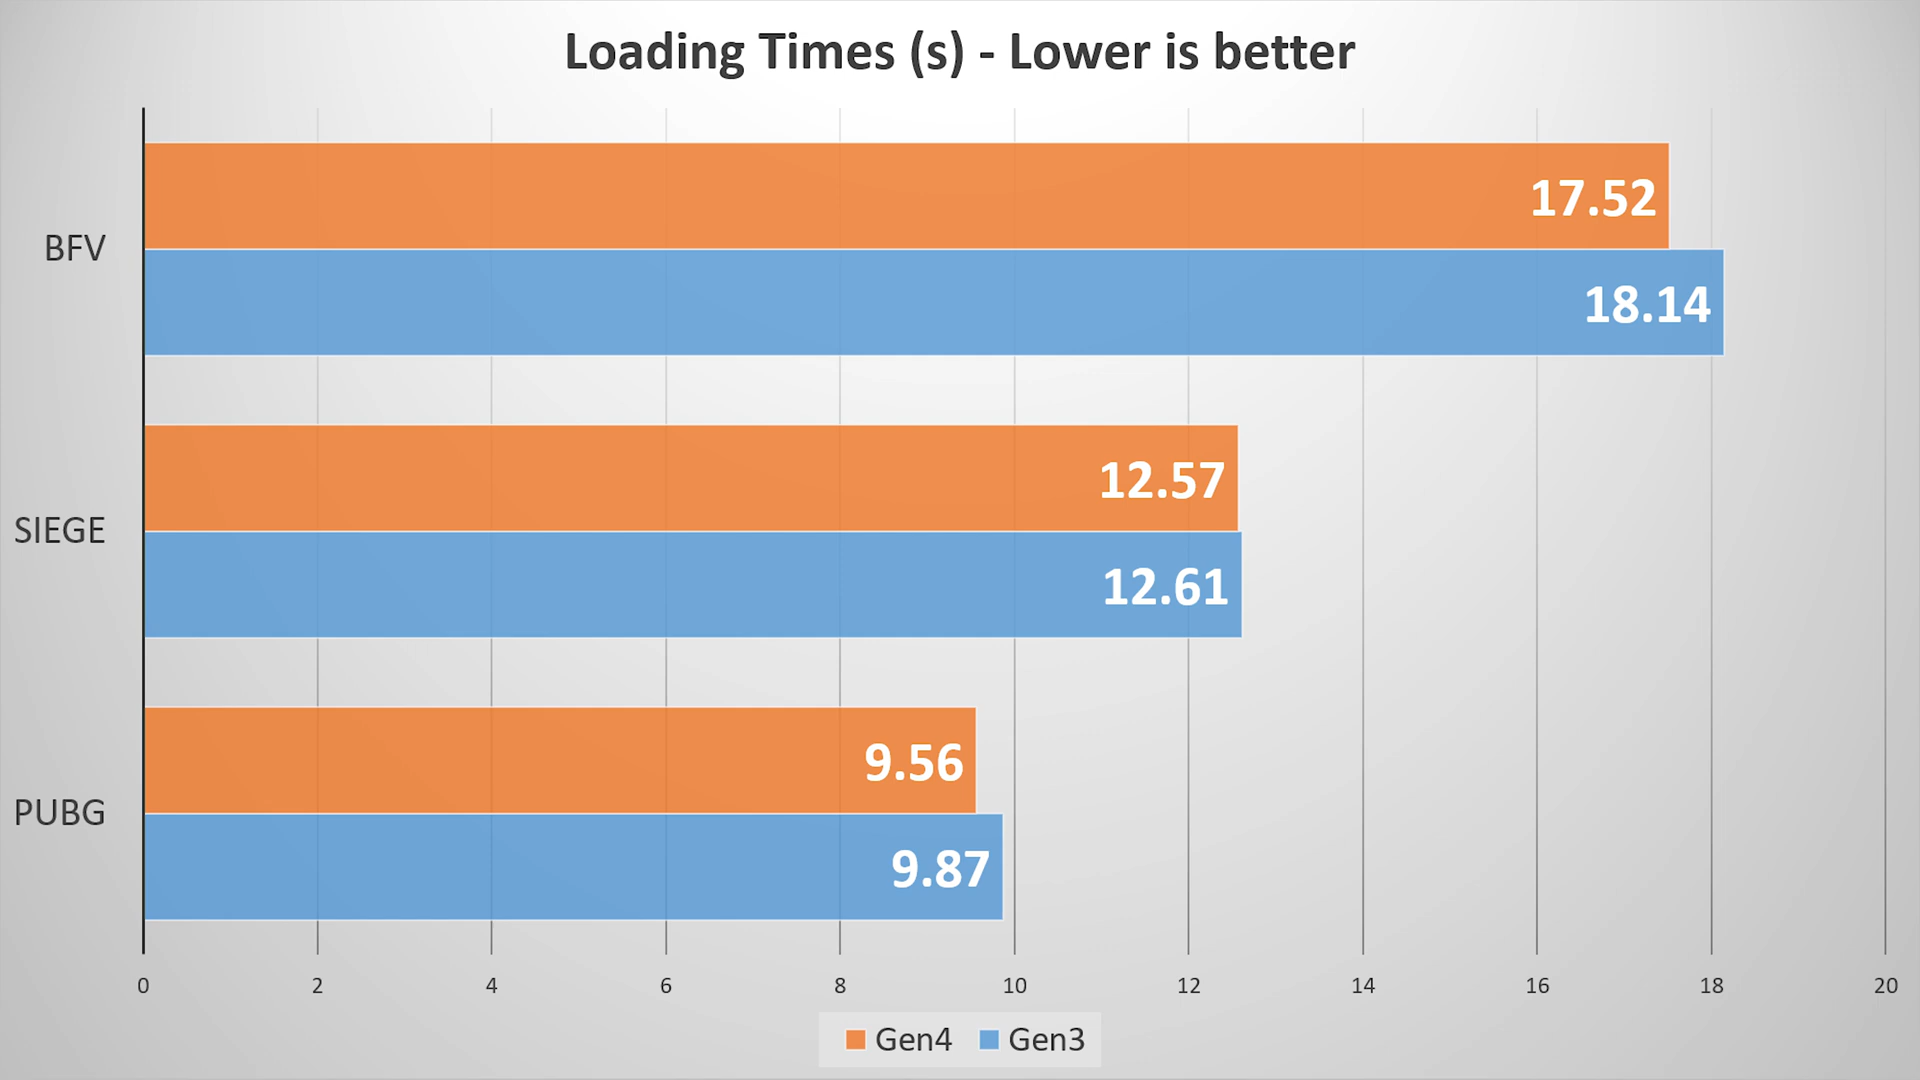 Loading Times (s) - Lower is better
BFV
17.52
18.14
SIEGE
12.57
12.61
PUBG
9.56
9.87
0 2 4 6 8 10 12 14 16 18 20
Gen4 Gen3